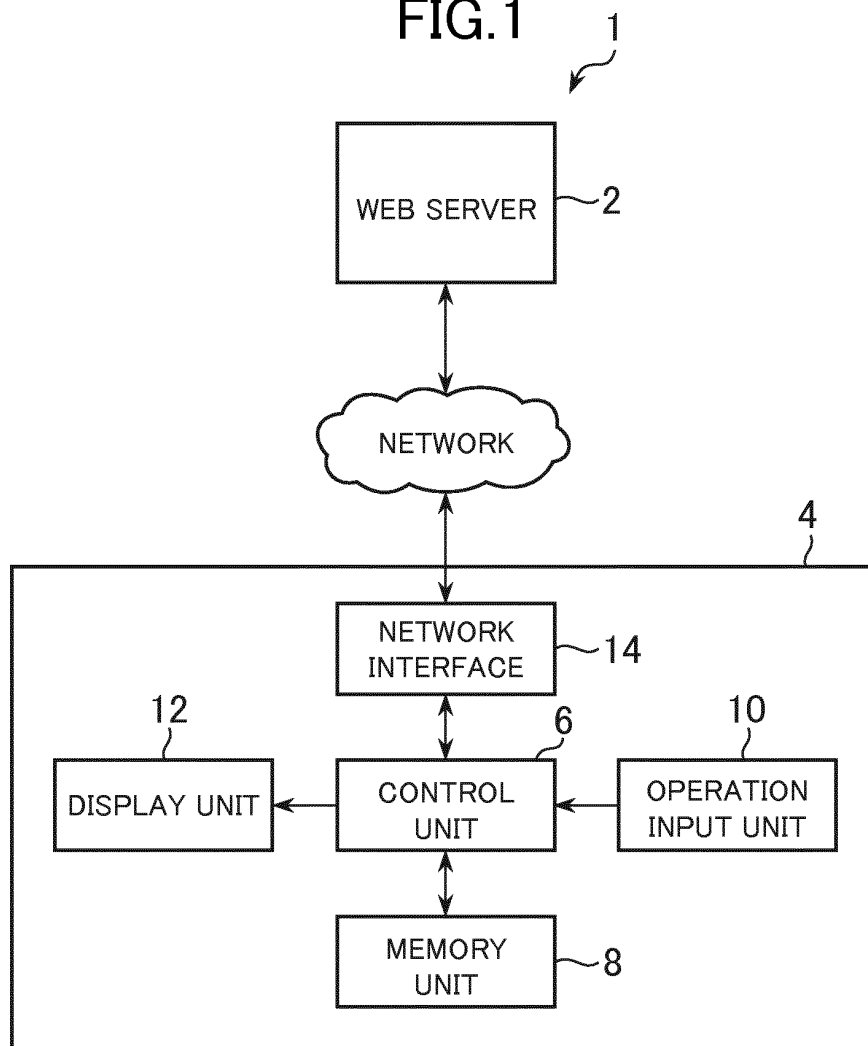 FIG.1
1
WEB SERVER
2
NETWORK
4
NETWORK
INTERFACE
14
12
6
10
DISPLAY UNIT
CONTROL
UNIT
OPERATION
INPUT UNIT
MEMORY
UNIT
8